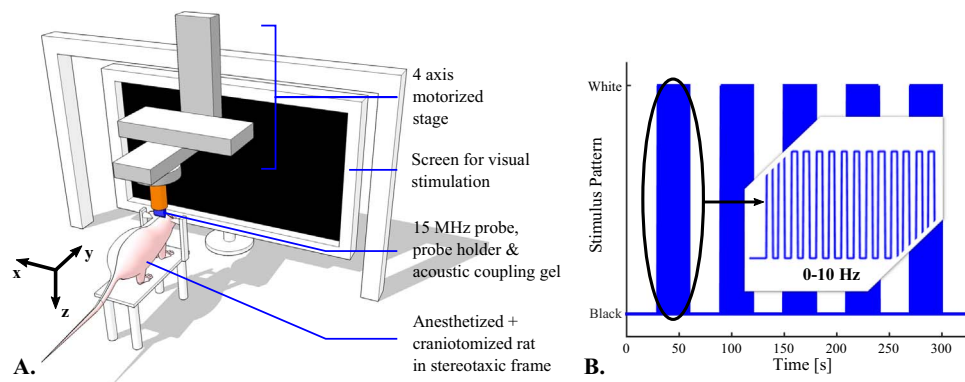 4 axis
motorized
stage
Screen for visual
stimulation
15 MHz probe,
probe holder &
acoustic coupling gel
Anesthetized +
craniotomized rat
in stereotaxic frame
x
y
z
A.
White
Stimulus Pattern
Black
0-10 Hz
0 50 100 150 200 250 300
Time [s]
B.